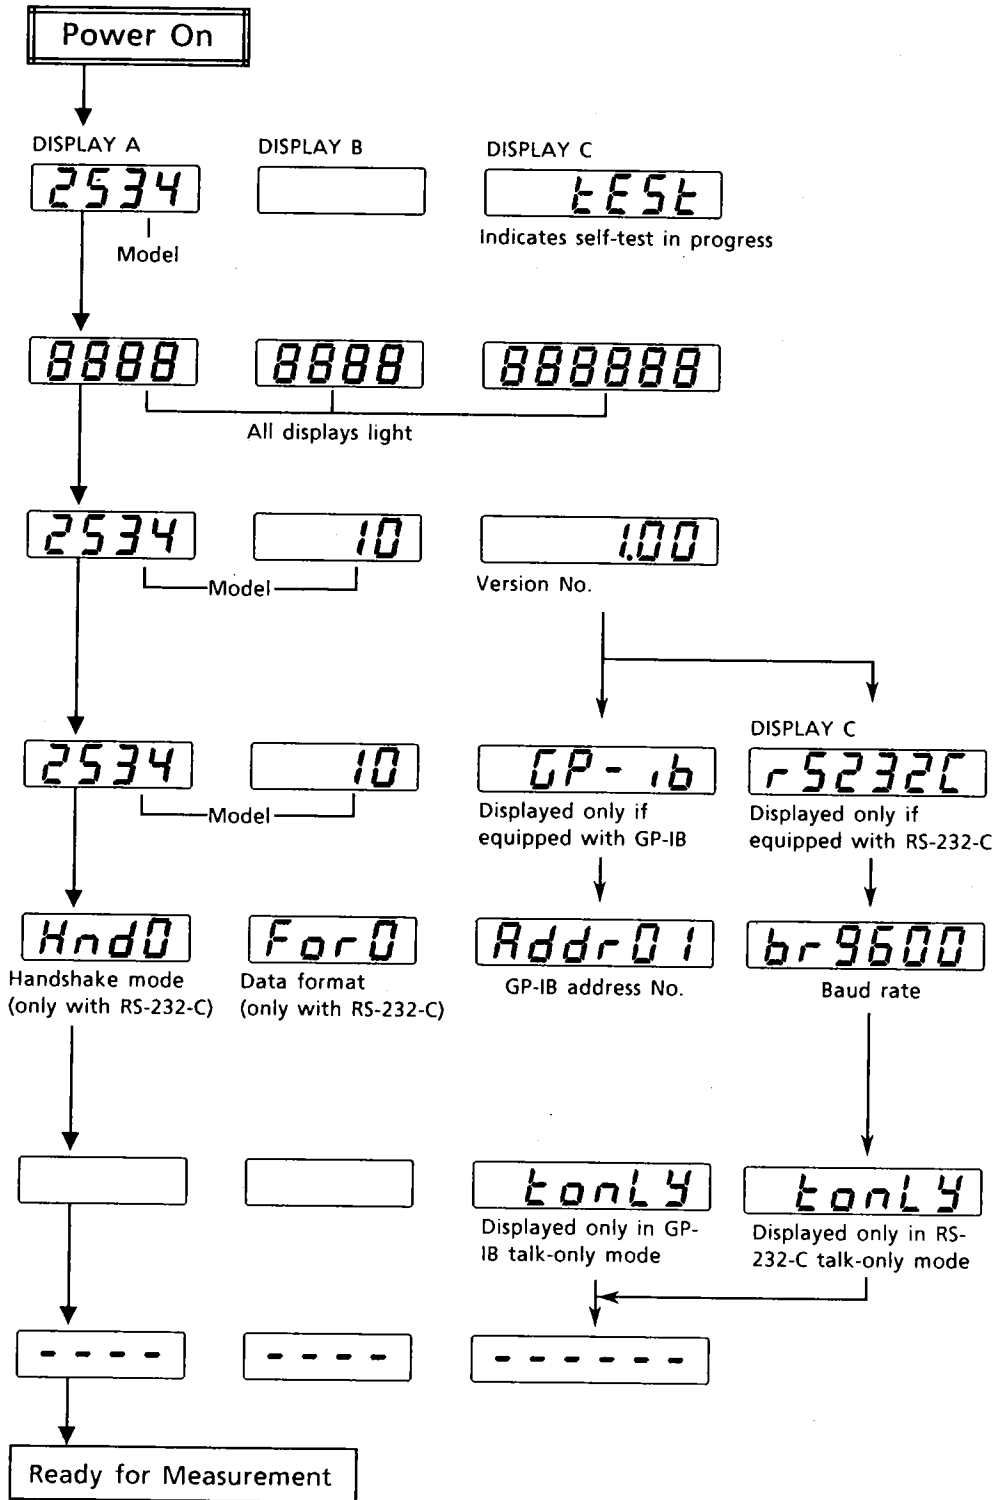 Power On
DISPLAY A DISPLAY B DISPLAY C
2534 tESt
Model Indicates self-test in progress
8888 8888 888888
All displays light
2534 10 1.00
Model Version No.
DISPLAY C
2534 10 GP-ib rS232C
Model Displayed only if Displayed only if
equipped with GP-IB equipped with RS-232-C
Hnd0 For0 Addr01 br9600
Handshake mode Data format GP-IB address No. Baud rate
(only with RS-232-C) (only with RS-232-C)
tonLY tonLY
Displayed only in GP- Displayed only in RS-
IB talk-only mode 232-C talk-only mode
---- ---- ------
Ready for Measurement